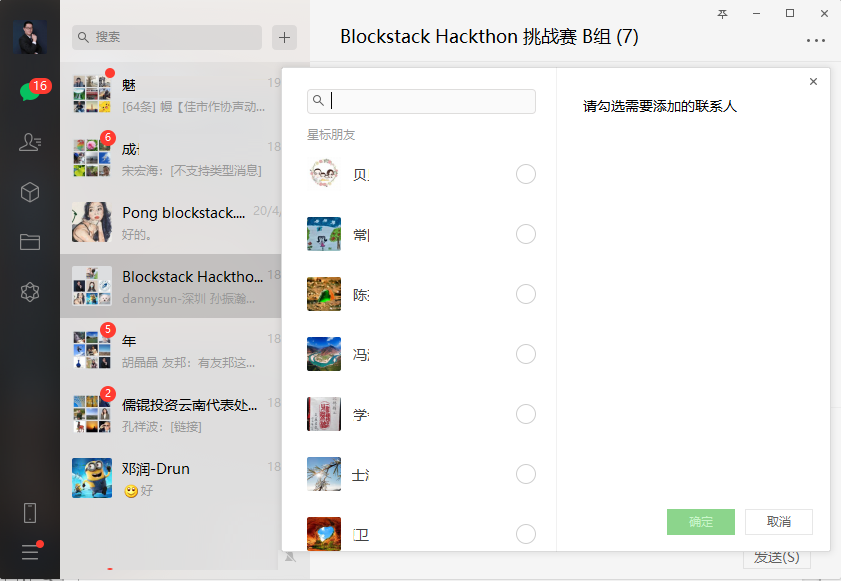 搜索
Blockstack Hackthon 挑战赛 B组 (7)
16
魅
19
[64条] 幔【佳市作协声动...
6
成
18
宋宏海：[不支持类型消息]
Pong blockstack....
20/4/
好的。
Blockstack Hacktho...
18
dannysun-深圳 孙振瀚...
5
年
18
胡晶晶 友邦：有友邦这...
2
儒锟投资云南代表处...
18
孔祥波：[链接]
邓润-Drun
18
好
星标朋友
贝
常
陈
冯
学
士
卫
请勾选需要添加的联系人
确定
取消
发送(S)